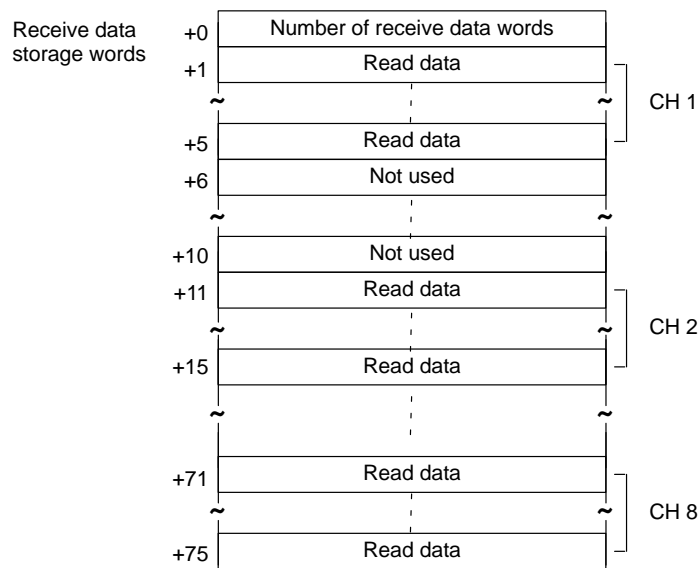 Receive data
storage words
+0 Number of receive data words
+1 Read data
~ ~
CH 1
+5 Read data
+6 Not used
~ ~
+10 Not used
+11 Read data
~ ~
CH 2
+15 Read data
~ ~
+71 Read data
~ ~
CH 8
+75 Read data